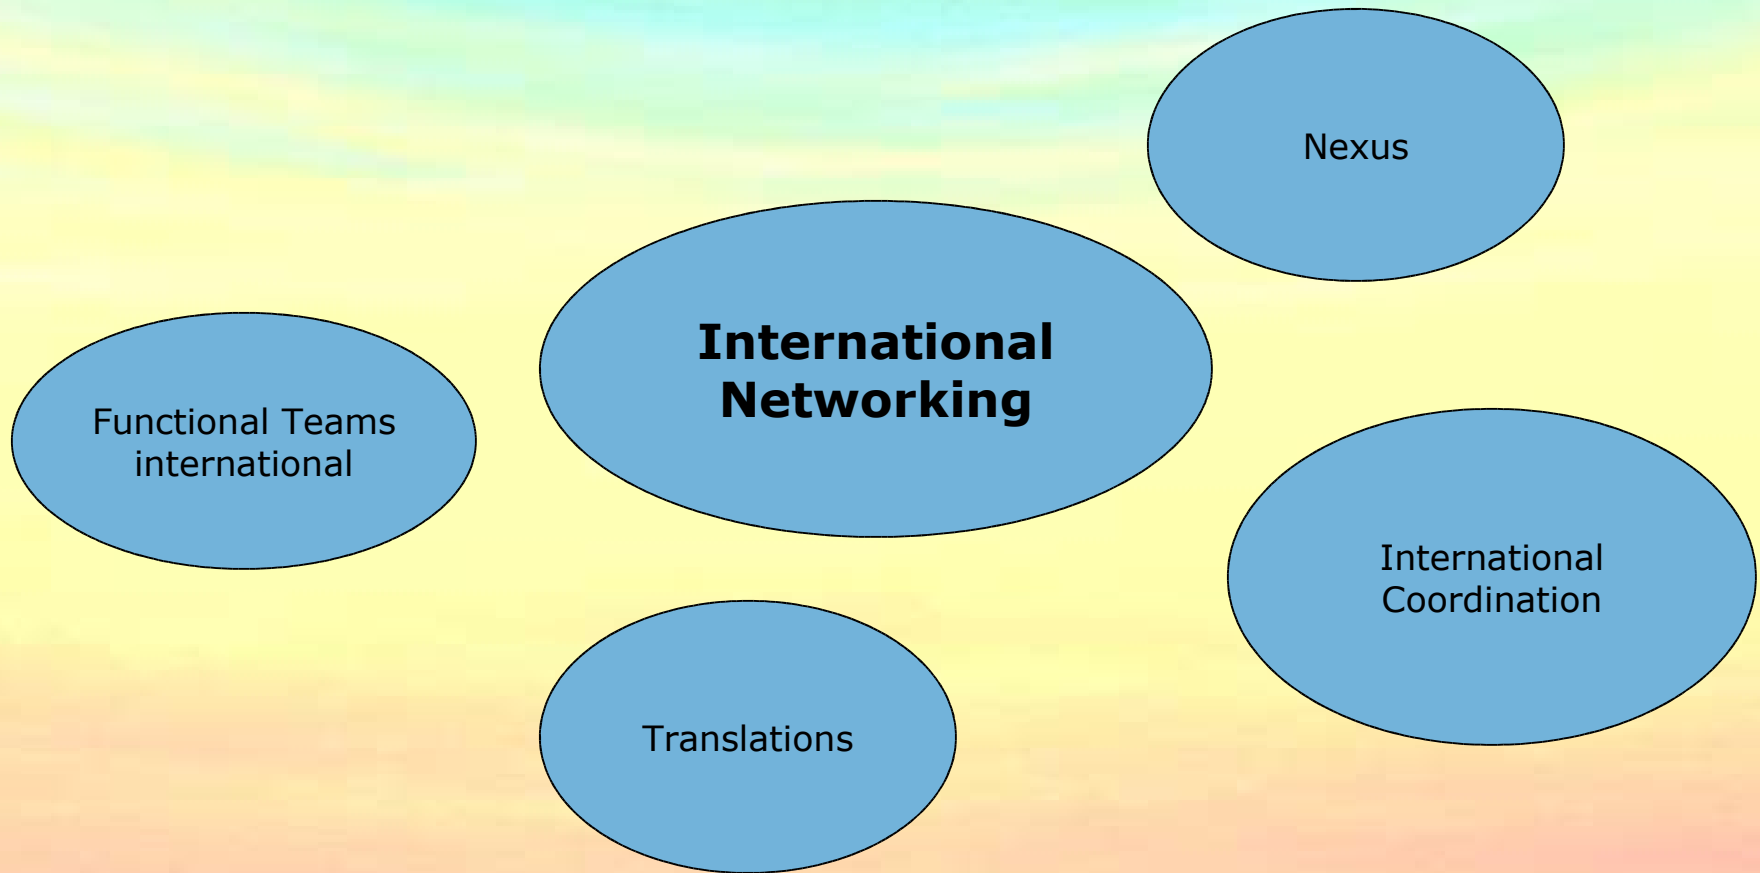 Nexus
International
Networking
Functional Teams
international
International
Coordination
Translations